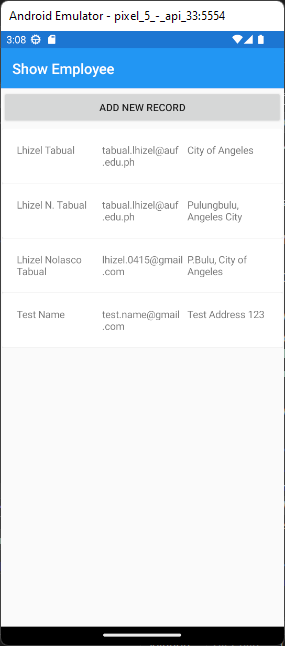 Android Emulator - pixel_5_-_api_33:5554
3:08
Show Employee
ADD NEW RECORD
Lhizel Tabual
tabual.lhizel@auf
.edu.ph
City of Angeles
Lhizel N. Tabual
tabual.lhizel@auf
.edu.ph
Pulungbulu,
Angeles City
Lhizel Nolasco
Tabual
lhizel.0415@gmail
.com
P.Bulu, City of
Angeles
Test Name
test.name@gmail
.com
Test Address 123